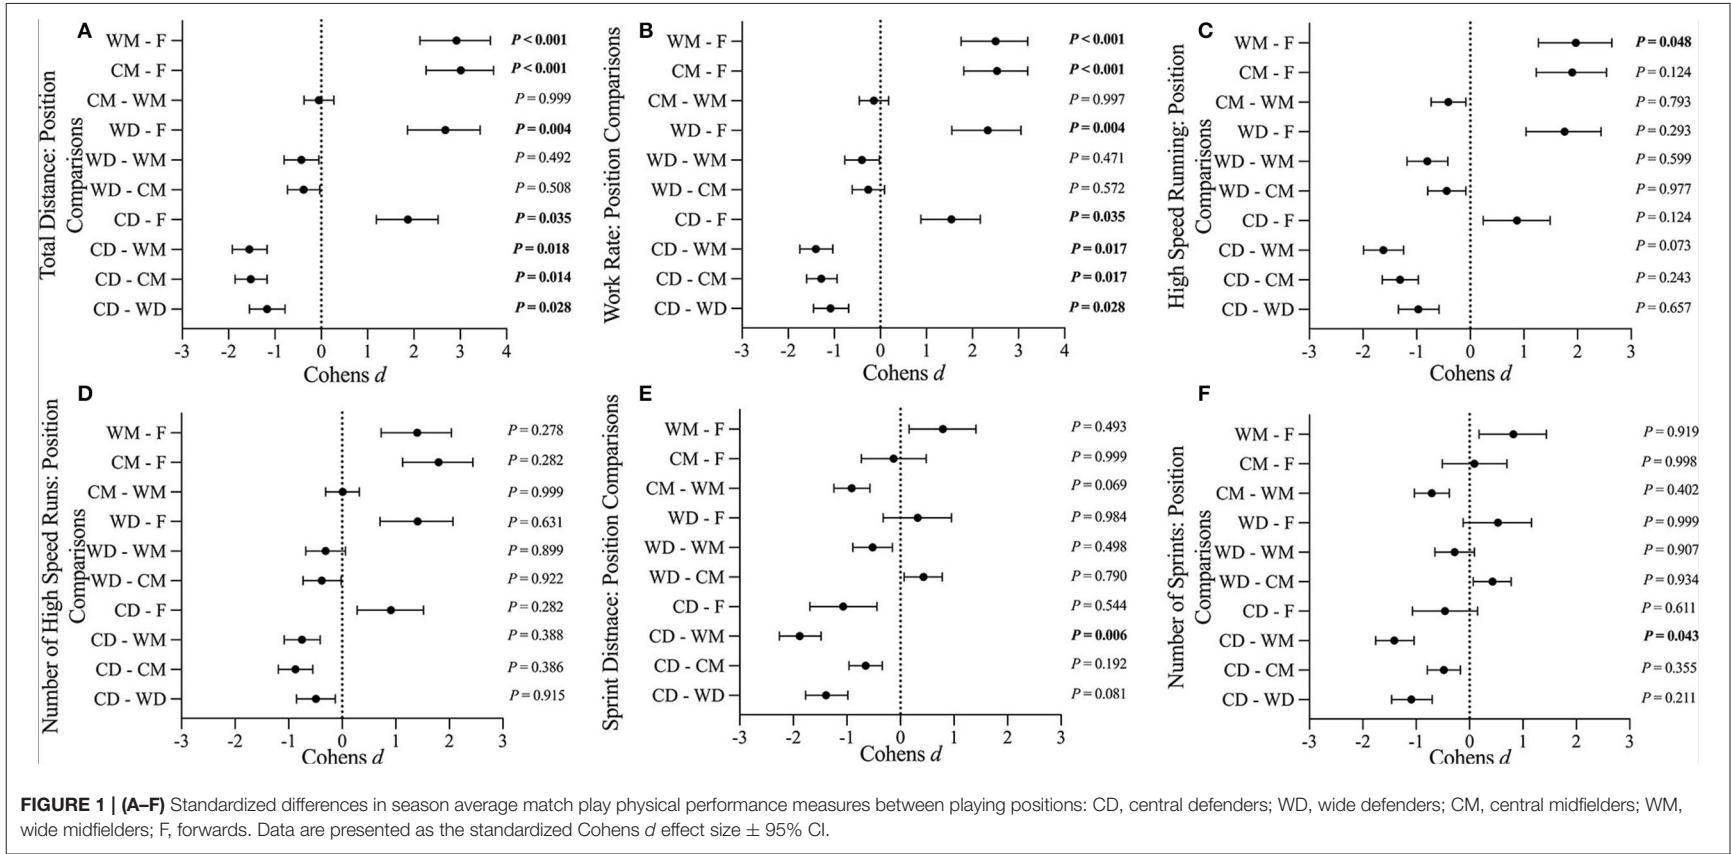 A
Total Distance: Position
Comparisons
WM - F
P < 0.001
CM - F
P < 0.001
CM - WM
P = 0.999
WD - F
P = 0.004
WD - WM
P = 0.492
WD - CM
P = 0.508
CD - F
P = 0.035
CD - WM
P = 0.018
CD - CM
P = 0.014
CD - WD
P = 0.028
-3 -2 -1 0 1 2 3 4
Cohens d
B
Work Rate: Position Comparisons
WM - F
P < 0.001
CM - F
P < 0.001
CM - WM
P = 0.997
WD - F
P = 0.004
WD - WM
P = 0.471
WD - CM
P = 0.572
CD - F
P = 0.035
CD - WM
P = 0.017
CD - CM
P = 0.017
CD - WD
P = 0.028
-3 -2 -1 0 1 2 3 4
Cohens d
C
High Speed Running: Position
Comparisons
WM - F
P = 0.048
CM - F
P = 0.124
CM - WM
P = 0.793
WD - F
P = 0.293
WD - WM
P = 0.599
WD - CM
P = 0.977
CD - F
P = 0.124
CD - WM
P = 0.073
CD - CM
P = 0.243
CD - WD
P = 0.657
-3 -2 -1 0 1 2 3
Cohens d
D
Number of High Speed Runs: Position
Comparisons
WM - F
P = 0.278
CM - F
P = 0.282
CM - WM
P = 0.999
WD - F
P = 0.631
WD - WM
P = 0.899
WD - CM
P = 0.922
CD - F
P = 0.282
CD - WM
P = 0.388
CD - CM
P = 0.386
CD - WD
P = 0.915
-3 -2 -1 0 1 2 3
Cohens d
E
Sprint Distnace: Position Comparisons
WM - F
P = 0.493
CM - F
P = 0.999
CM - WM
P = 0.069
WD - F
P = 0.984
WD - WM
P = 0.498
WD - CM
P = 0.790
CD - F
P = 0.544
CD - WM
P = 0.006
CD - CM
P = 0.192
CD - WD
P = 0.081
-3 -2 -1 0 1 2 3
Cohens d
F
Number of Sprints: Position
Comparisons
WM - F
P = 0.919
CM - F
P = 0.998
CM - WM
P = 0.402
WD - F
P = 0.999
WD - WM
P = 0.907
WD - CM
P = 0.934
CD - F
P = 0.611
CD - WM
P = 0.043
CD - CM
P = 0.355
CD - WD
P = 0.211
-3 -2 -1 0 1 2 3
Cohens d
FIGURE 1 | (A–F) Standardized differences in season average match play physical performance measures between playing positions: CD, central defenders; WD, wide defenders; CM, central midfielders; WM,
wide midfielders; F, forwards. Data are presented as the standardized Cohens d effect size ± 95% CI.